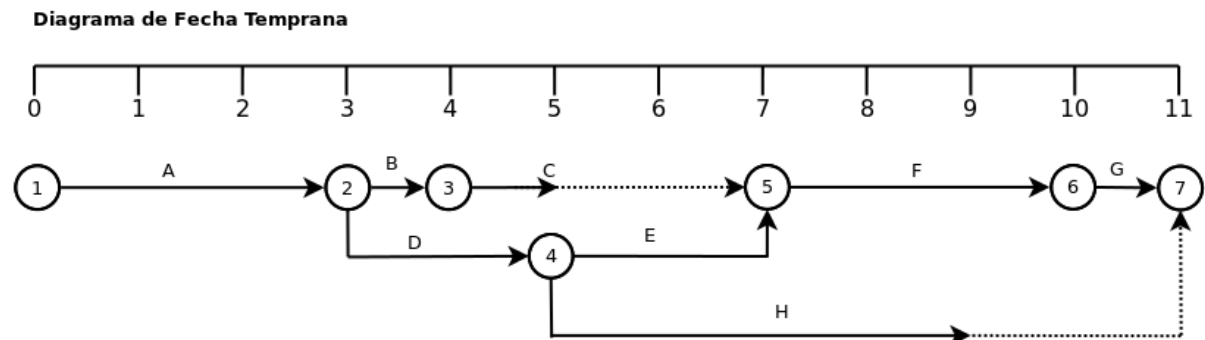 Diagrama de Fecha Temprana
0 1 2 3 4 5 6 7 8 9 10 11
A B C F G
1 2 3 5 6 7
D E
4
H